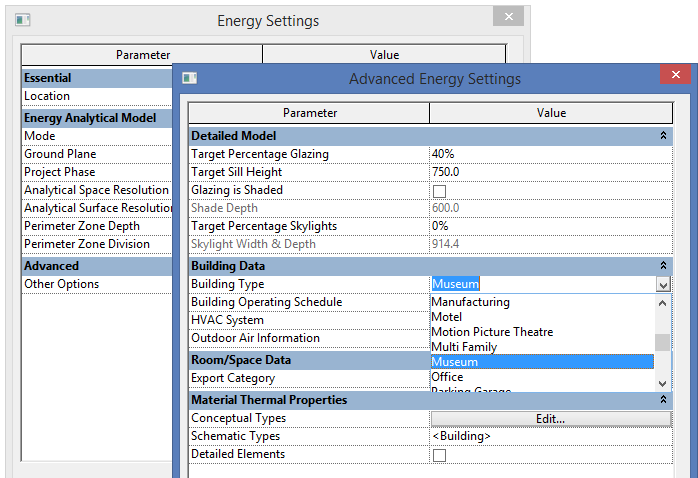 Energy Settings
Parameter
Value
Essential
Location
Energy Analytical Model
Mode
Ground Plane
Project Phase
Analytical Space Resolution
Analytical Surface Resolution
Perimeter Zone Depth
Perimeter Zone Division
Advanced
Other Options
Advanced Energy Settings
Parameter
Value
Detailed Model
Target Percentage Glazing 40%
Target Sill Height 750.0
Glazing is Shaded
Shade Depth 600.0
Target Percentage Skylights 0%
Skylight Width & Depth 914.4
Building Data
Building Type Museum
Building Operating Schedule
HVAC System
Outdoor Air Information
Manufacturing
Motel
Motion Picture Theatre
Multi Family
Museum
Office
Parking Garage
Room/Space Data
Export Category
Material Thermal Properties
Conceptual Types Edit...
Schematic Types <Building>
Detailed Elements